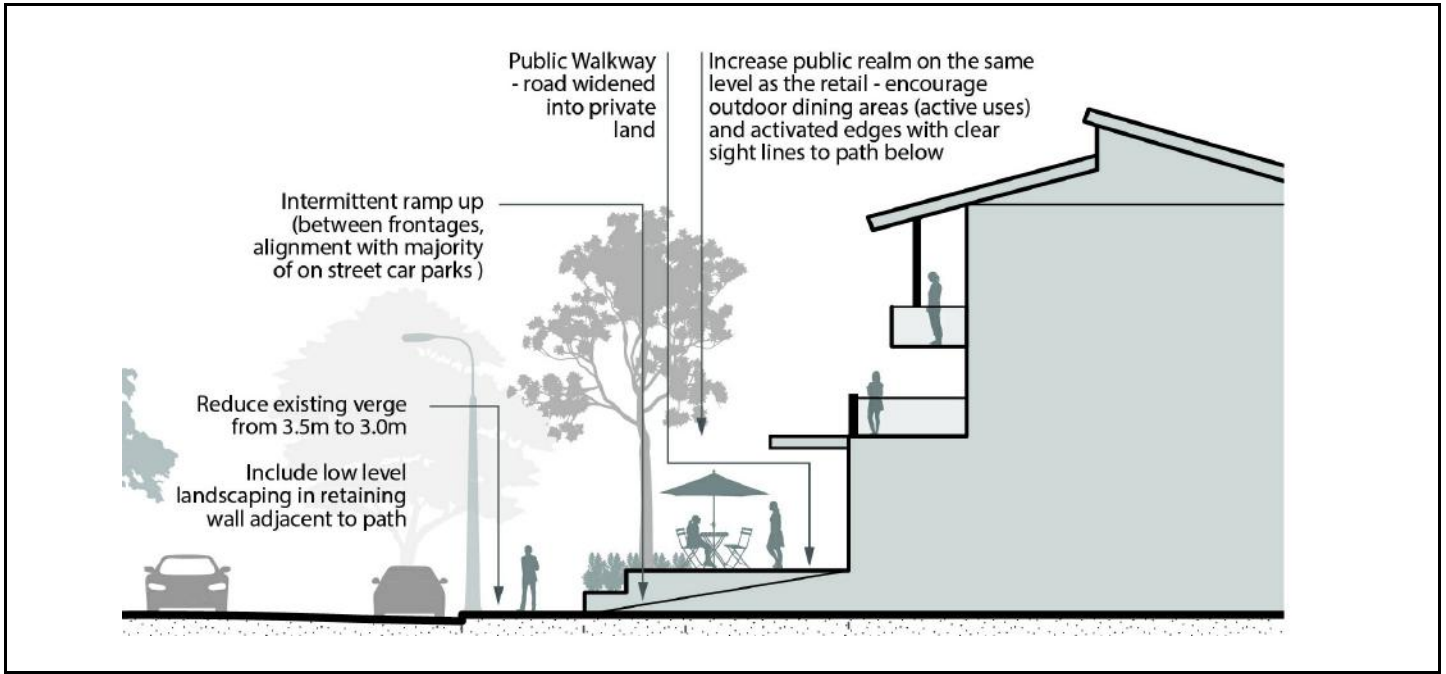 Public Walkway
- road widened
into private
land
Increase public realm on the same
level as the retail - encourage
outdoor dining areas (active uses)
and activated edges with clear
sight lines to path below
Intermittent ramp up
(between frontages,
alignment with majority
of on street car parks )
Reduce existing verge
from 3.5m to 3.0m
Include low level
landscaping in retaining
wall adjacent to path